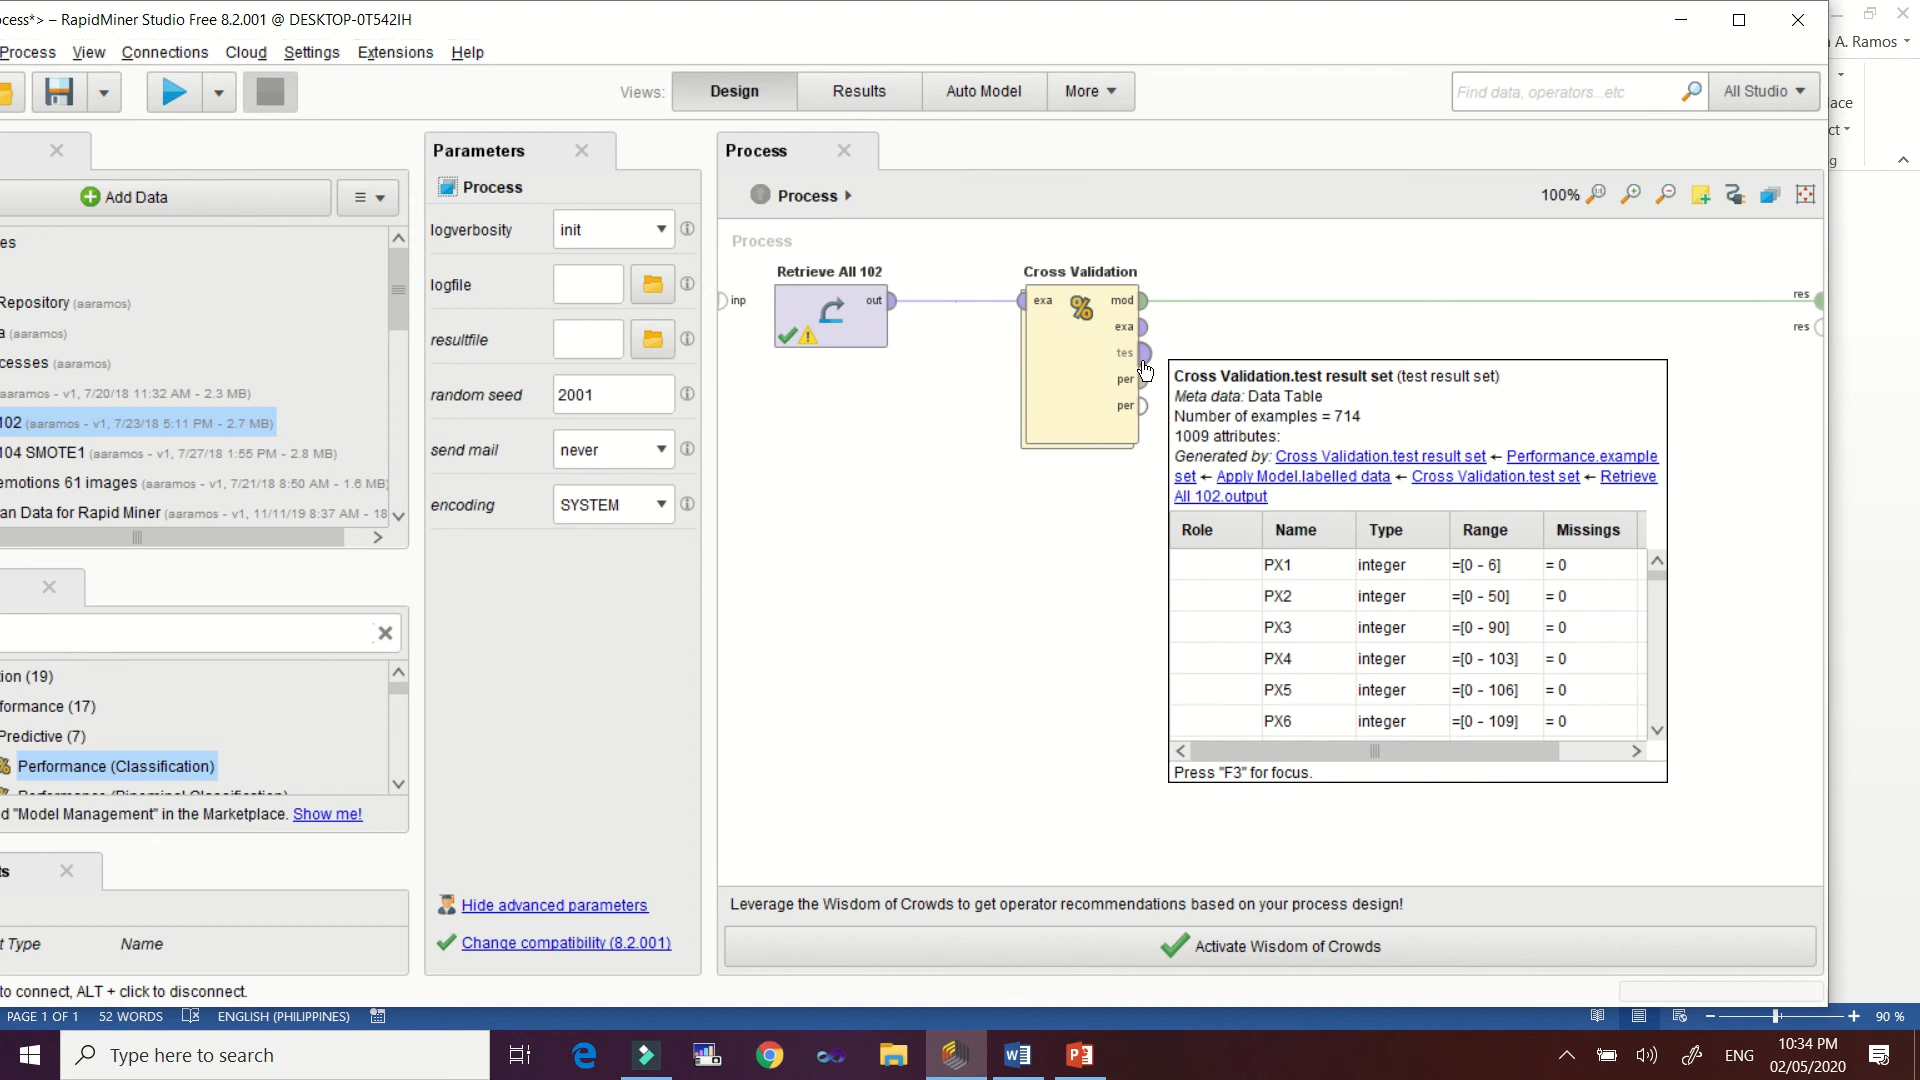 ocess*> – RapidMiner Studio Free 8.2.001 @ DESKTOP-0T542IH
A. Ramos
Process View Connections Cloud Settings Extensions Help
Views: Design Results Auto Model More
Find data, operators...etc
All Studio
Add Data
Repository (aaramos)
a (aaramos)
cesses (aaramos)
aaramos - v1, 7/20/18 11:32 AM - 2.3 MB)
102 (aaramos - v1, 7/23/18 5:11 PM - 2.7 MB)
104 SMOTE1 (aaramos - v1, 7/27/18 1:55 PM - 2.8 MB)
emotions 61 images (aaramos - v1, 7/21/18 8:50 AM - 1.6 MB)
an Data for Rapid Miner (aaramos - v1, 11/11/19 8:37 AM - 18
tion (19)
formance (17)
Predictive (7)
Performance (Classification)
d "Model Management" in the Marketplace. Show me!
t Type Name
Parameters
Process
logverbosity init
logfile
resultfile
random seed 2001
send mail never
encoding SYSTEM
Hide advanced parameters
Change compatibility (8.2.001)
Process
Process
100%
Process
inp
Retrieve All 102
out
Cross Validation
exa mod
exa
tes
per
per
res
res
Cross Validation.test result set (test result set)
Meta data: Data Table
Number of examples = 714
1009 attributes:
Generated by: Cross Validation.test result set ← Performance.example
set ← Apply Model.labelled data ← Cross Validation.test set ← Retrieve
All 102.output
Role Name Type Range Missings
PX1 integer =[0 - 6] = 0
PX2 integer =[0 - 50] = 0
PX3 integer =[0 - 90] = 0
PX4 integer =[0 - 103] = 0
PX5 integer =[0 - 106] = 0
PX6 integer =[0 - 109] = 0
Press "F3" for focus.
Leverage the Wisdom of Crowds to get operator recommendations based on your process design!
Activate Wisdom of Crowds
to connect, ALT + click to disconnect.
PAGE 1 OF 1 52 WORDS ENGLISH (PHILIPPINES)
90 %
Type here to search
ENG
10:34 PM
02/05/2020